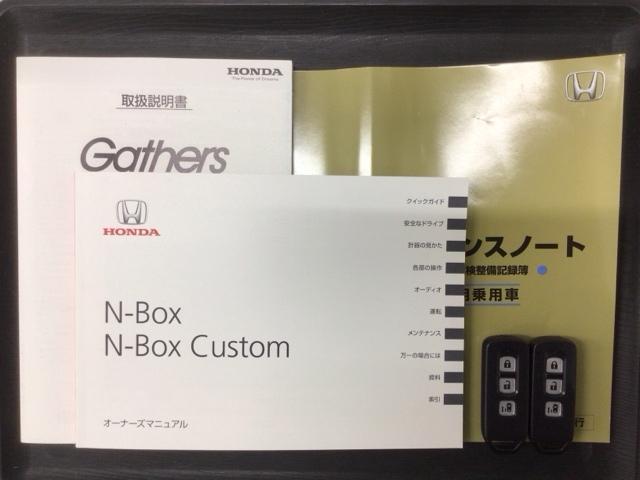 HONDA
The Power of Dreams
取扱説明書
Gathers
HONDA
N-Box
N-Box Custom
オーナーズマニュアル
クイックガイド
安全なドライブ
計器の見かた
各部の操作
オーディオ
運転
メンテナンス
万一の場合には
資料
索引
ンスノート
検整備記録簿
用乗用車
行